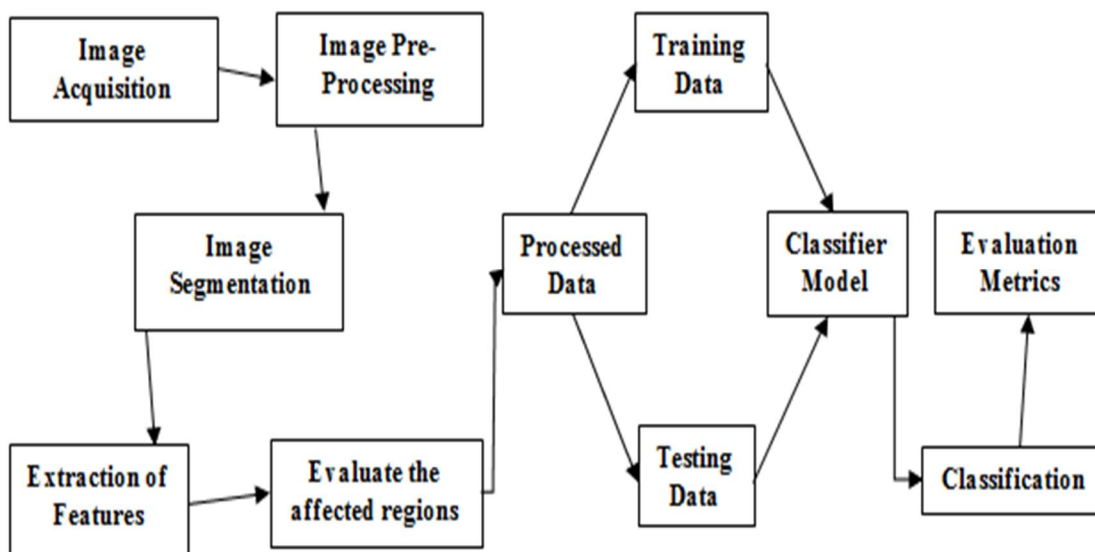 Image
Acquisition
Image Pre-
Processing
Image
Segmentation
Extraction of
Features
Evaluate the
affected regions
Processed
Data
Training
Data
Testing
Data
Classifier
Model
Classification
Evaluation
Metrics